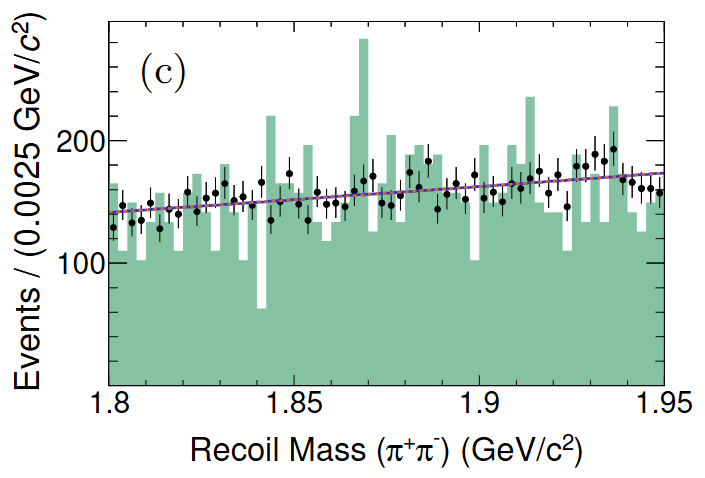 (c)
Events / (0.0025 GeV/c²)
200
100
1.8 1.85 1.9 1.95
Recoil Mass (π⁺π⁻) (GeV/c²)